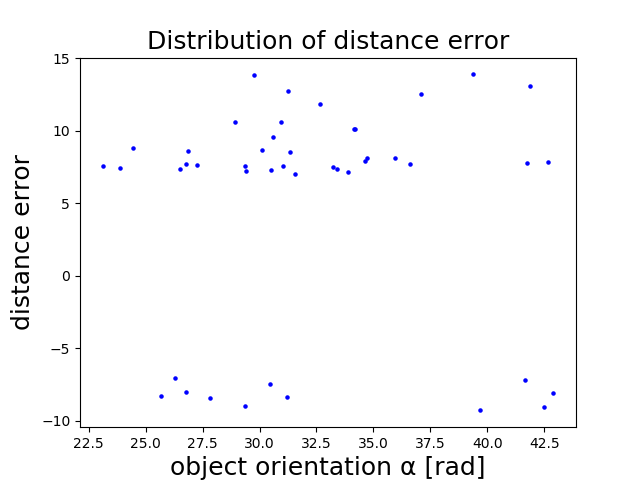 Distribution of distance error
distance error
15
10
5
0
−5
−10
22.5 25.0 27.5 30.0 32.5 35.0 37.5 40.0 42.5
object orientation α [rad]